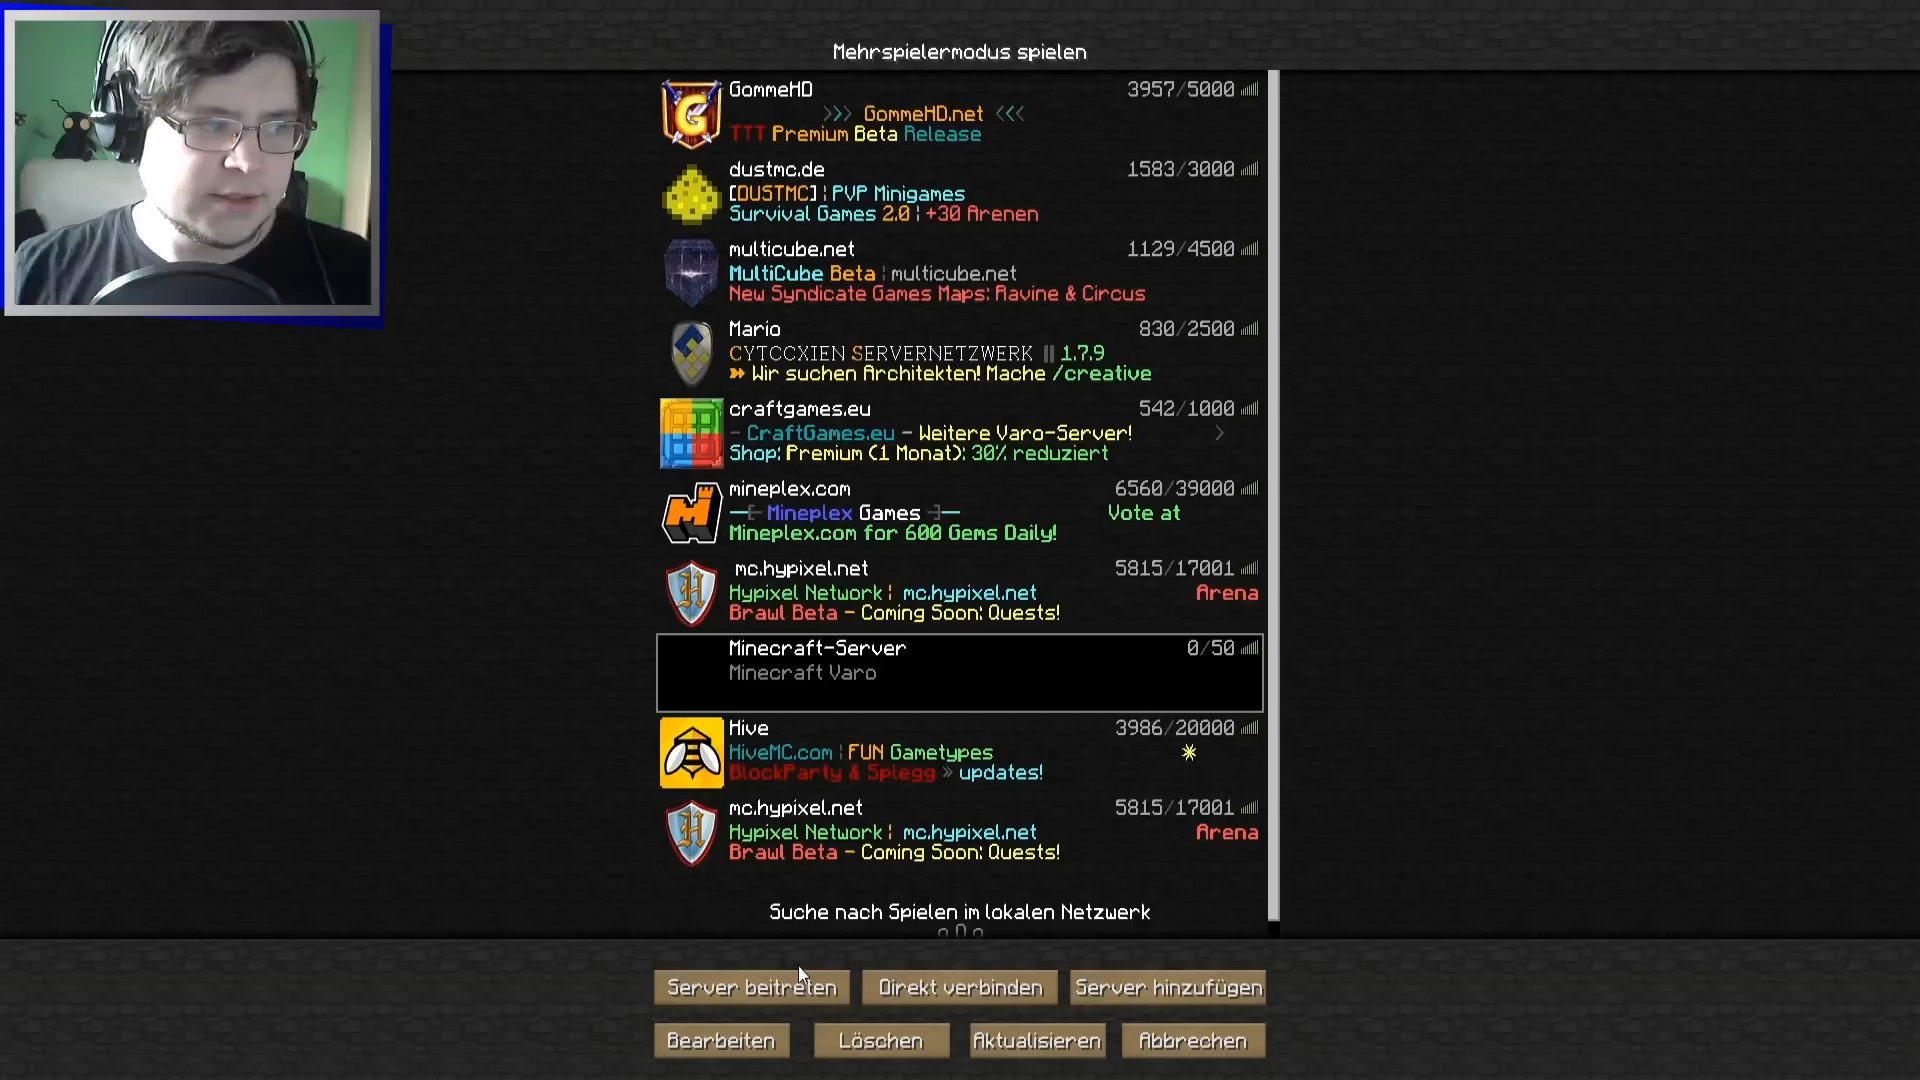 Mehrspielermodus spielen
GommeHD 3957/5000
>>> GommeHD.net <<<
TTT Premium Beta Release
dustmc.de 1583/3000
[DUSTMC] | PVP Minigames
Survival Games 2.0 | +30 Arenen
multicube.net 1129/4500
MultiCube Beta | multicube.net
New Syndicate Games Maps: Ravine & Circus
Mario 830/2500
CYTOOXIEN SERVERNETZWERK || 1.7.9
➽ Wir suchen Architekten! Mache /creative
craftgames.eu 542/1000
- CraftGames.eu - Weitere Varo-Server! >
Shop: Premium (1 Monat): 30% reduziert
mineplex.com 6560/39000
—[- Mineplex Games -]— Vote at
Mineplex.com for 600 Gems Daily!
mc.hypixel.net 5815/17001
Hypixel Network | mc.hypixel.net Arena
Brawl Beta - Coming Soon: Quests!
Minecraft-Server 0/50
Minecraft Varo
Hive 3986/20000
HiveMC.com | FUN Gametypes ☀
BlockParty & Splegg » updates!
mc.hypixel.net 5815/17001
Hypixel Network | mc.hypixel.net Arena
Brawl Beta - Coming Soon: Quests!
Suche nach Spielen im lokalen Netzwerk
o O o
Server beitreten Direkt verbinden Server hinzufügen
Bearbeiten Löschen Aktualisieren Abbrechen